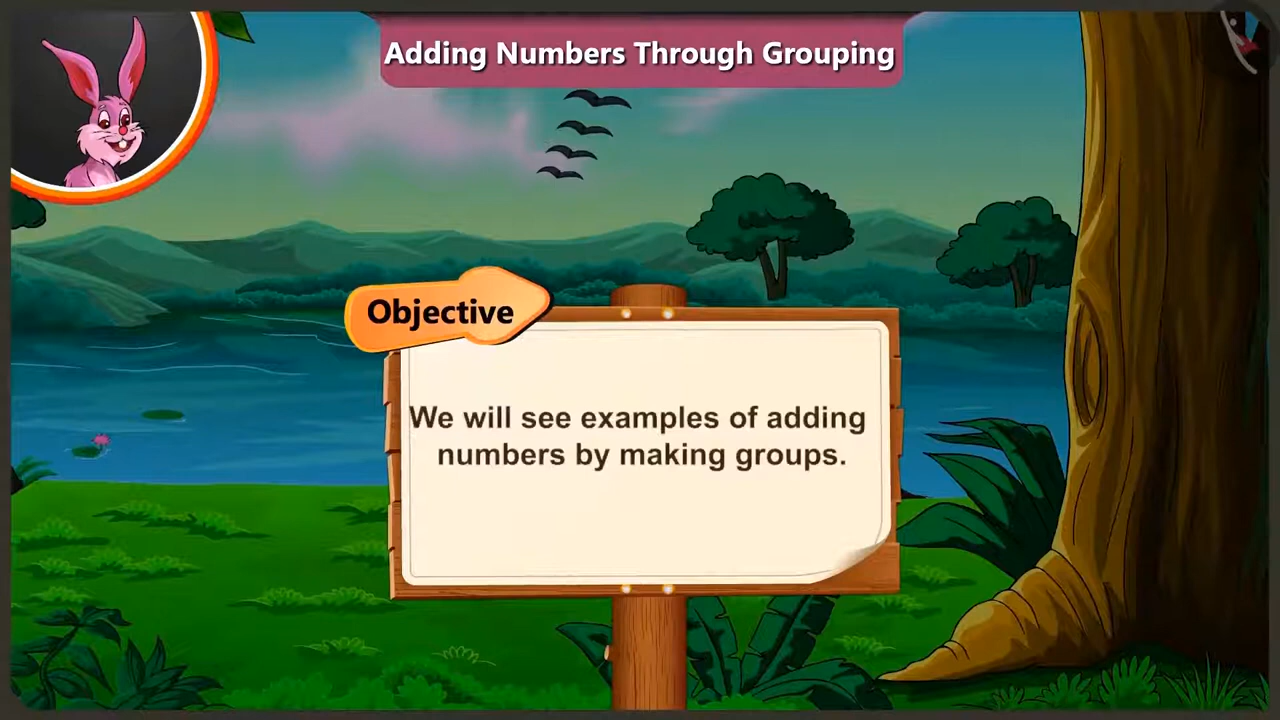 Adding Numbers Through Grouping
Objective
We will see examples of adding
numbers by making groups.